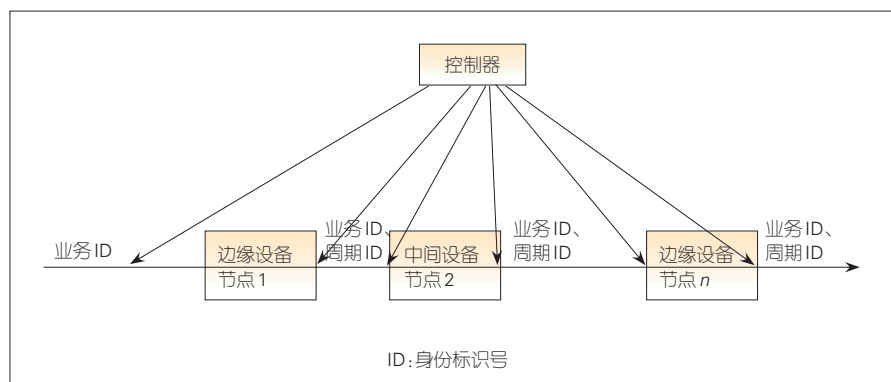 控制器
业务ID
边缘设备
节点1
业务ID、
周期ID
中间设备
节点2
业务ID、
周期ID
边缘设备
节点n
业务ID、
周期ID
ID:身份标识号